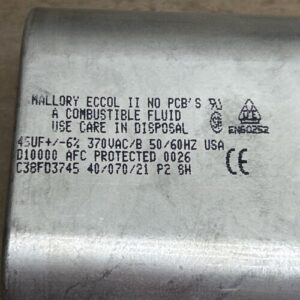 MALLORY ECCOL II NO PCB'S
A COMBUSTIBLE FLUID
USE CARE IN DISPOSAL
EN60252
45UF+/-6% 370VAC/B 50/60HZ USA
D10000 AFC PROTECTED 0026
C38FD3745 40/070/21 P2 SH
CE